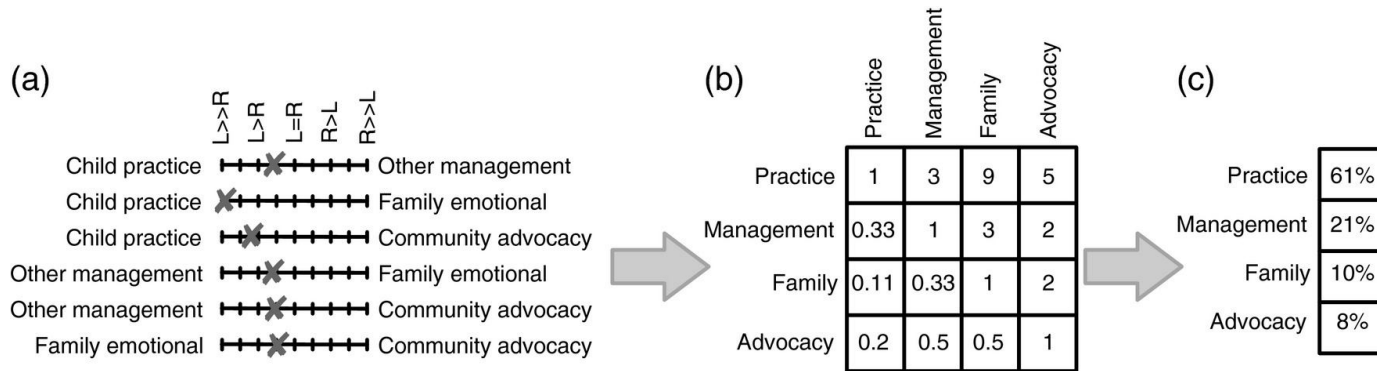 (a)
L>>R
L>R
L=R
R>L
R>>L
Child practice Other management
Child practice Family emotional
Child practice Community advocacy
Other management Family emotional
Other management Community advocacy
Family emotional Community advocacy
(b)
Practice
Management
Family
Advocacy
Practice 1 3 9 5
Management 0.33 1 3 2
Family 0.11 0.33 1 2
Advocacy 0.2 0.5 0.5 1
(c)
Practice 61%
Management 21%
Family 10%
Advocacy 8%